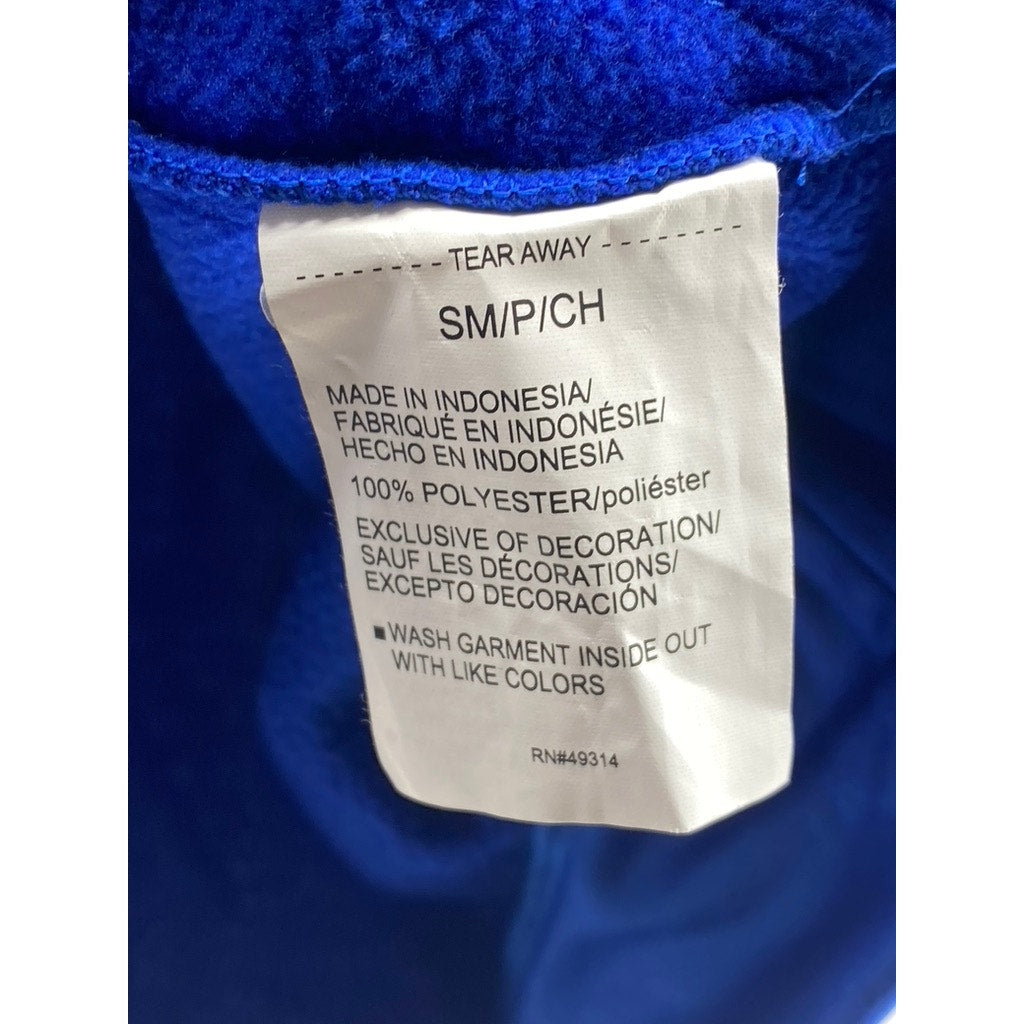 --------- TEAR AWAY ---------
SM/P/CH
MADE IN INDONESIA/
FABRIQUÉ EN INDONÉSIE/
HECHO EN INDONESIA
100% POLYESTER/poliéster
EXCLUSIVE OF DECORATION/
SAUF LES DÉCORATIONS/
EXCEPTO DECORACIÓN
■WASH GARMENT INSIDE OUT
WITH LIKE COLORS
RN#49314